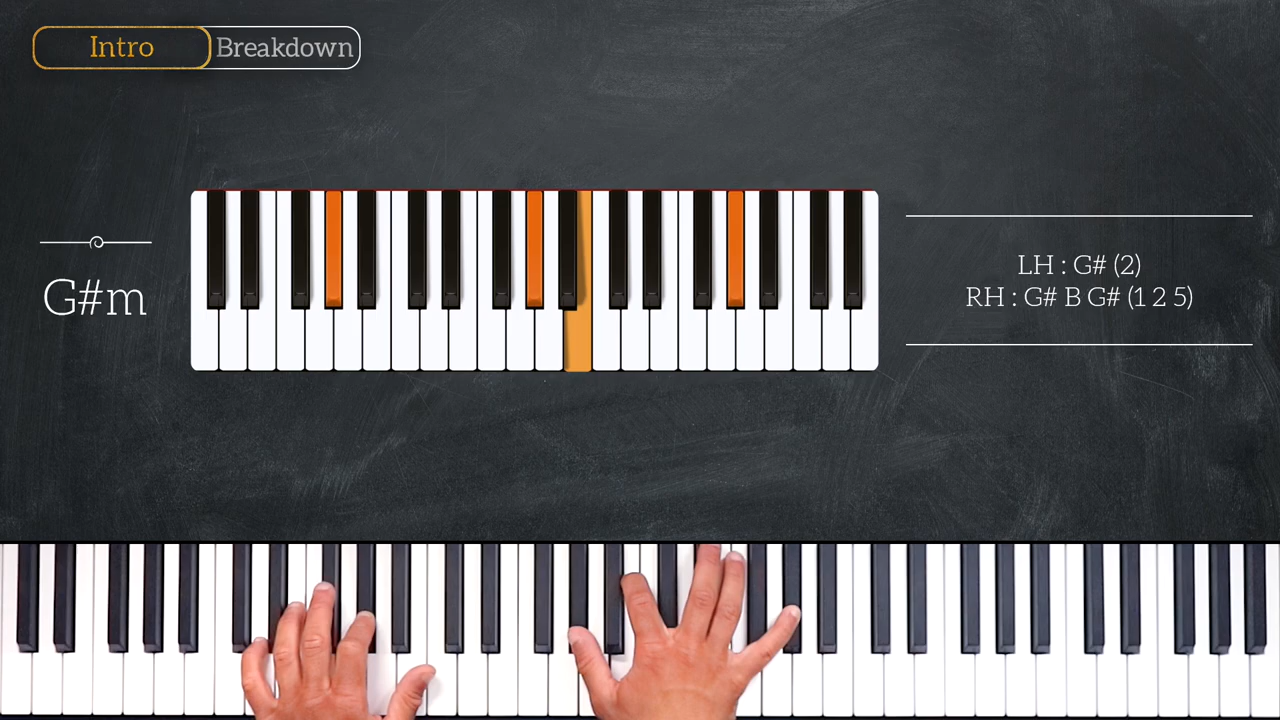 Intro Breakdown
G#m
LH : G# (2)
RH : G# B G# (1 2 5)